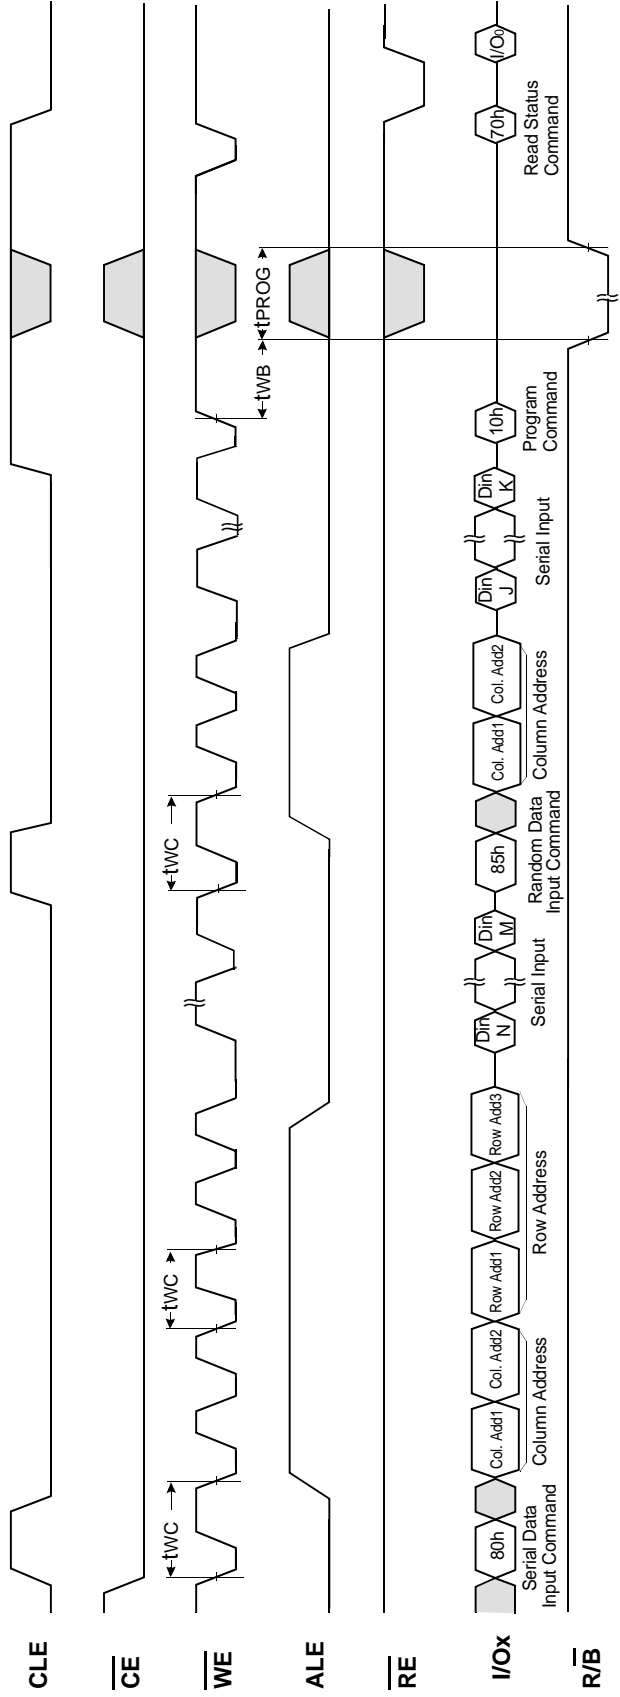 CLE
CE
WE
tWC
tWC
tWC
tWB
tPROG
ALE
RE
I/Ox
80h
Col. Add1
Col. Add2
Row Add1
Row Add2
Row Add3
Din
N
Din
M
85h
Col. Add1
Col. Add2
Din
J
Din
K
10h
70h
I/O0
Serial Data
Input Command
Column Address
Row Address
Serial Input
Random Data
Input Command
Column Address
Serial Input
Program
Command
Read Status
Command
R/B